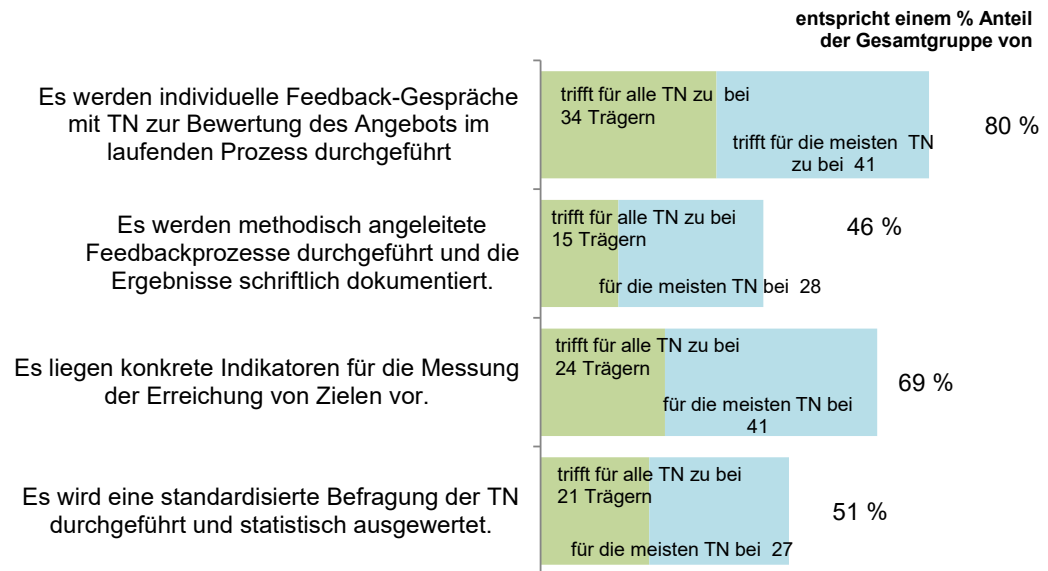 entspricht einem % Anteil
der Gesamtgruppe von
Es werden individuelle Feedback-Gespräche
mit TN zur Bewertung des Angebots im
laufenden Prozess durchgeführt
trifft für alle TN zu bei
34 Trägern
trifft für die meisten TN
zu bei 41
80 %
Es werden methodisch angeleitete
Feedbackprozesse durchgeführt und die
Ergebnisse schriftlich dokumentiert.
trifft für alle TN zu bei
15 Trägern
für die meisten TN bei 28
46 %
Es liegen konkrete Indikatoren für die Messung
der Erreichung von Zielen vor.
trifft für alle TN zu bei
24 Trägern
für die meisten TN bei
41
69 %
Es wird eine standardisierte Befragung der TN
durchgeführt und statistisch ausgewertet.
trifft für alle TN zu bei
21 Trägern
für die meisten TN bei 27
51 %